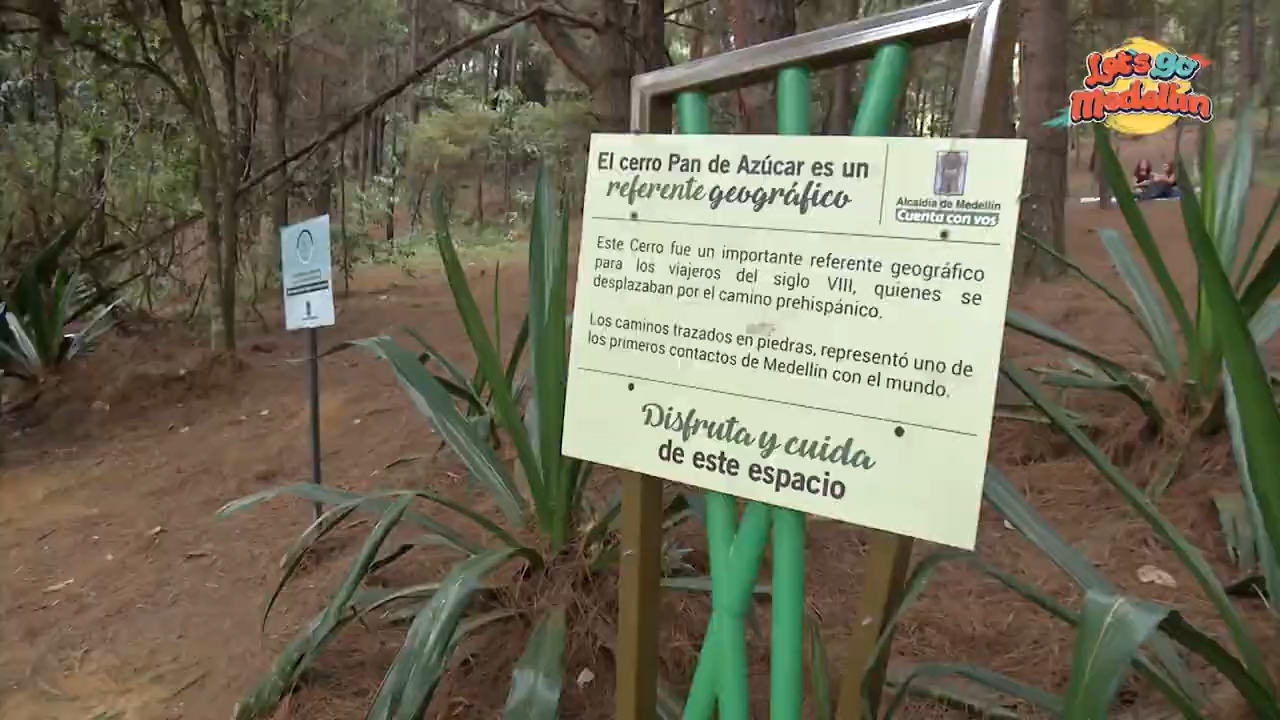 Let's go
Medellín
El cerro Pan de Azúcar es un
referente geográfico
Alcaldía de Medellín
Cuenta con vos
Este Cerro fue un importante referente geográfico
para los viajeros del siglo VIII, quienes se
desplazaban por el camino prehispánico.
Los caminos trazados en piedras, representó uno de
los primeros contactos de Medellín con el mundo.
Disfruta y cuida
de este espacio